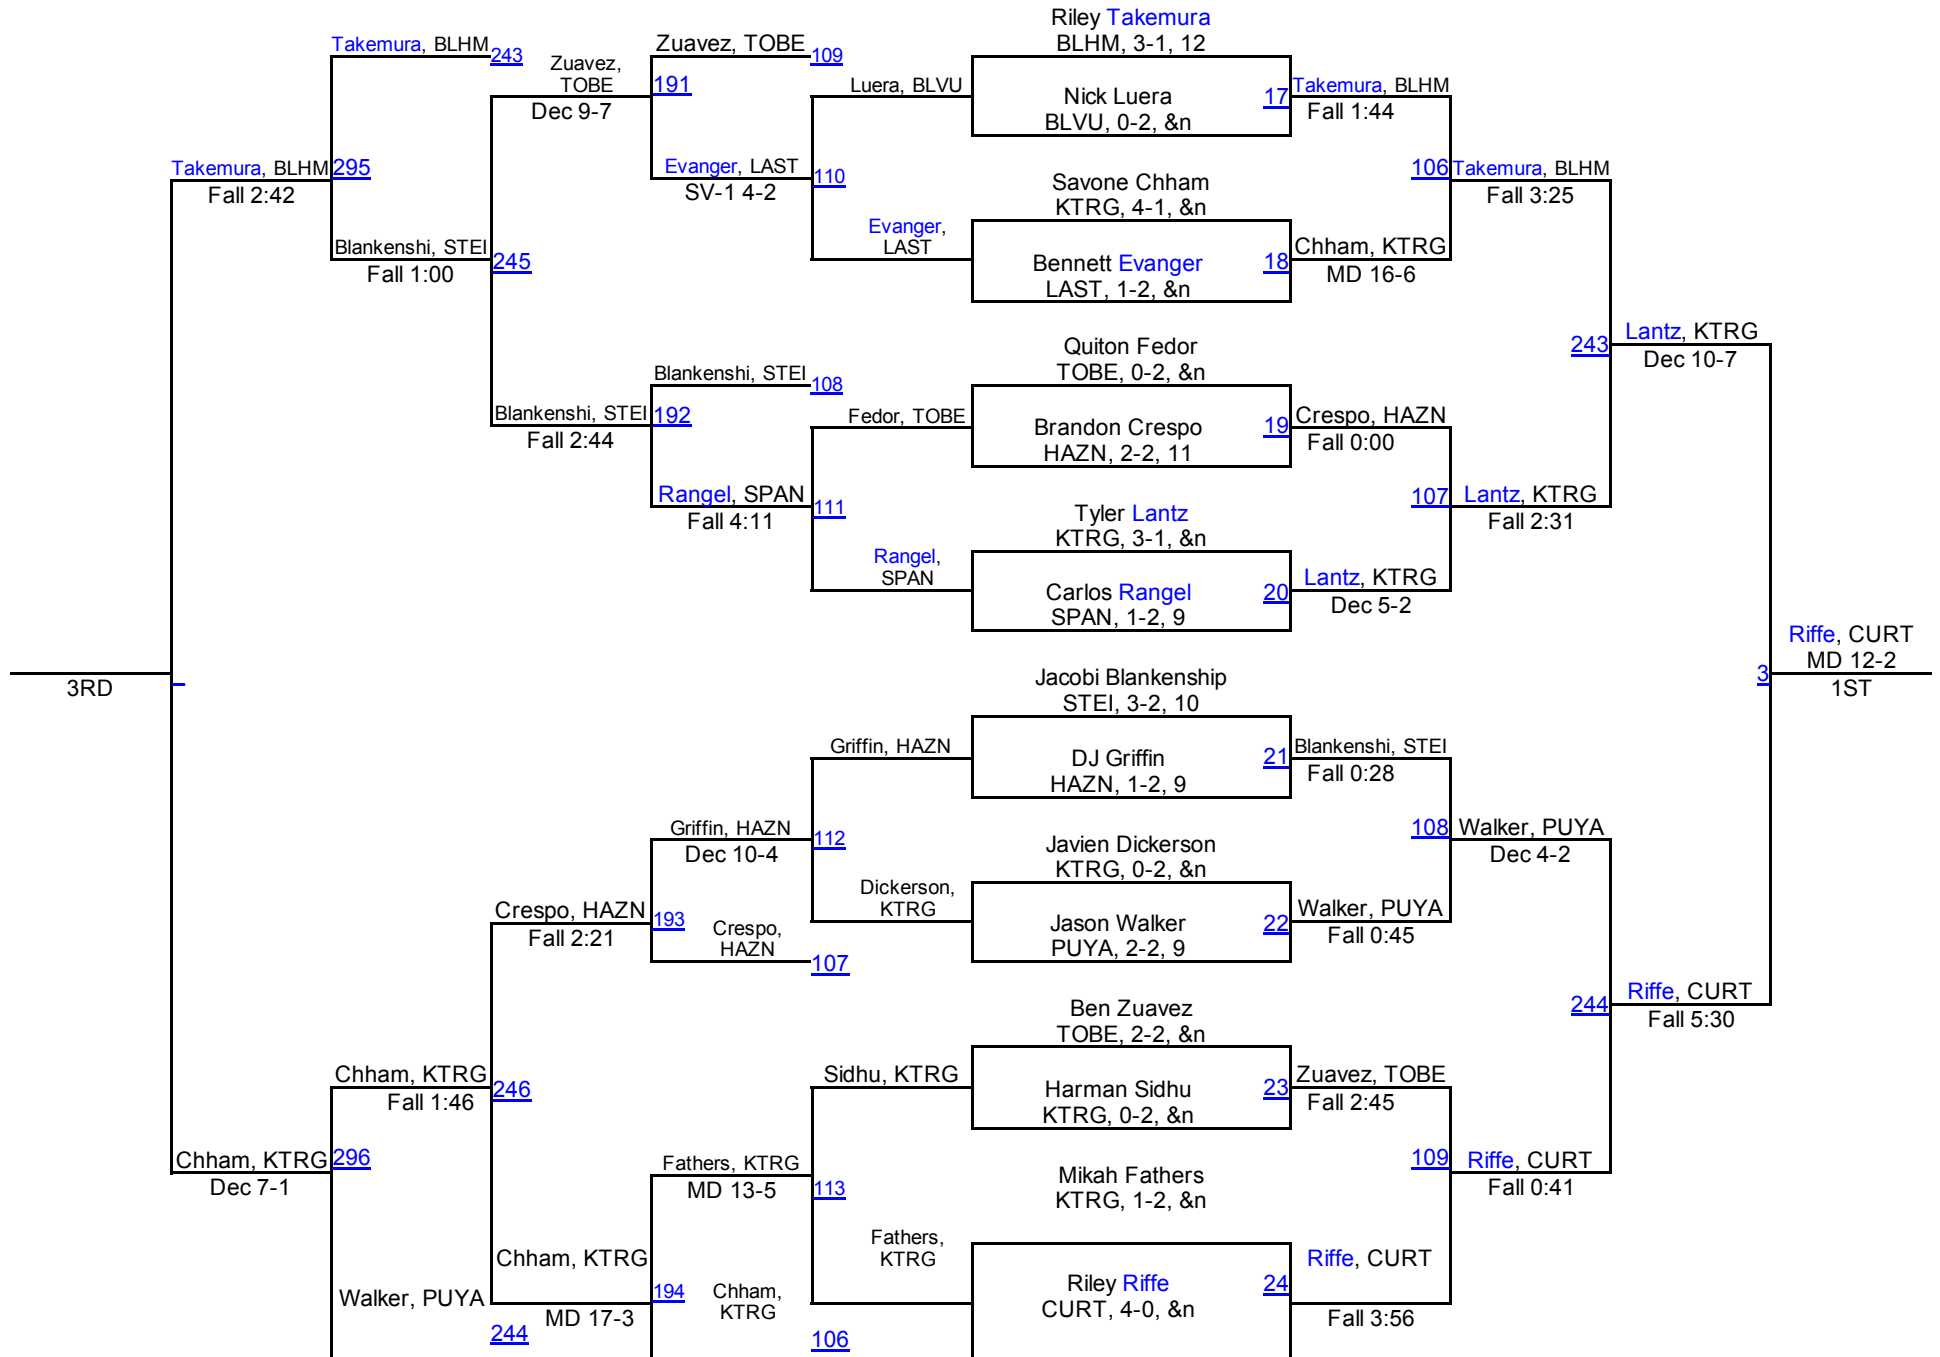 Riley Takemura
BLHM, 3-1, 12
Takemura, BLHM
243
Zuavez,
TOBE
Dec 9-7
Zuavez, TOBE
109
191
Luera, BLVU
Nick Luera
BLVU, 0-2, &n
17
Takemura, BLHM
Fall 1:44
Takemura, BLHM
Fall 2:42
295
Evanger, LAST
SV-1 4-2
110
Savone Chham
KTRG, 4-1, &n
106
Takemura, BLHM
Fall 3:25
Blankenshi, STEI
Fall 1:00
245
Evanger,
LAST
Bennett Evanger
LAST, 1-2, &n
18
Chham, KTRG
MD 16-6
Quiton Fedor
TOBE, 0-2, &n
243
Lantz, KTRG
Dec 10-7
Blankenshi, STEI
108
Blankenshi, STEI
Fall 2:44
192
Fedor, TOBE
Brandon Crespo
HAZN, 2-2, 11
19
Crespo, HAZN
Fall 0:00
Rangel, SPAN
Fall 4:11
111
Tyler Lantz
KTRG, 3-1, &n
107
Lantz, KTRG
Fall 2:31
Rangel,
SPAN
Carlos Rangel
SPAN, 1-2, 9
20
Lantz, KTRG
Dec 5-2
3RD
Jacobi Blankenship
STEI, 3-2, 10
3
Riffe, CURT
MD 12-2
1ST
Griffin, HAZN
DJ Griffin
HAZN, 1-2, 9
21
Blankenshi, STEI
Fall 0:28
Griffin, HAZN
Dec 10-4
112
Javien Dickerson
KTRG, 0-2, &n
108
Walker, PUYA
Dec 4-2
Crespo, HAZN
Fall 2:21
193
Crespo,
HAZN
107
Dickerson,
KTRG
Jason Walker
PUYA, 2-2, 9
22
Walker, PUYA
Fall 0:45
Ben Zuavez
TOBE, 2-2, &n
244
Riffe, CURT
Fall 5:30
Chham, KTRG
Fall 1:46
246
Sidhu, KTRG
Harman Sidhu
KTRG, 0-2, &n
23
Zuavez, TOBE
Fall 2:45
Chham, KTRG
Dec 7-1
296
Fathers, KTRG
MD 13-5
113
Mikah Fathers
KTRG, 1-2, &n
109
Riffe, CURT
Fall 0:41
Walker, PUYA
244
Chham, KTRG
MD 17-3
194
Chham,
KTRG
106
Fathers,
KTRG
Riley Riffe
CURT, 4-0, &n
24
Riffe, CURT
Fall 3:56